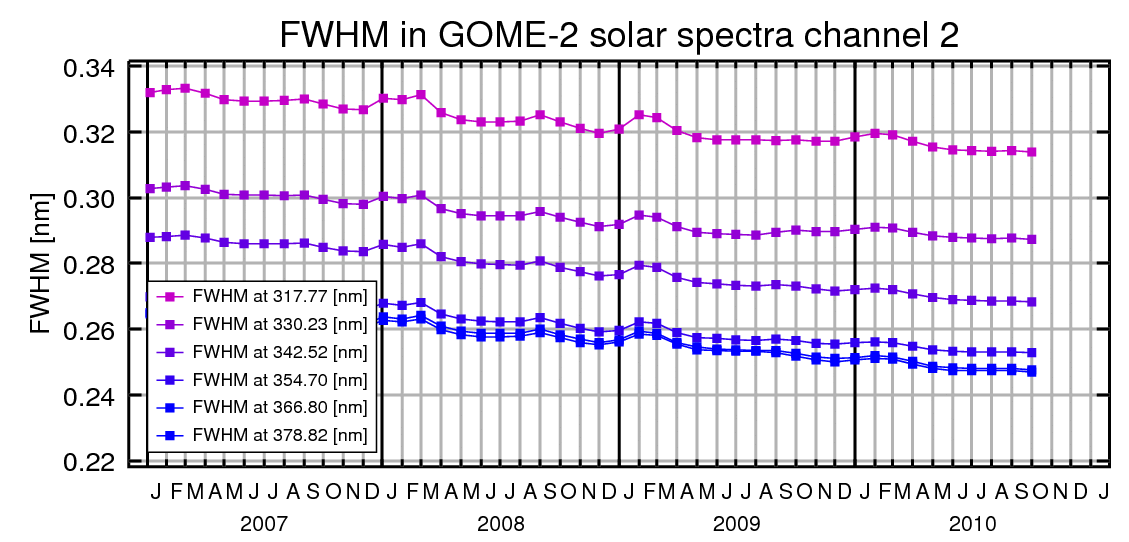 FWHM in GOME-2 solar spectra channel 2
FWHM [nm]
0.34
0.32
0.30
0.28
0.26
0.24
0.22
FWHM at 317.77 [nm]
FWHM at 330.23 [nm]
FWHM at 342.52 [nm]
FWHM at 354.70 [nm]
FWHM at 366.80 [nm]
FWHM at 378.82 [nm]
J F M A M J J A S O N D J F M A M J J A S O N D J F M A M J J A S O N D J F M A M J J A S O N D J
2007 2008 2009 2010